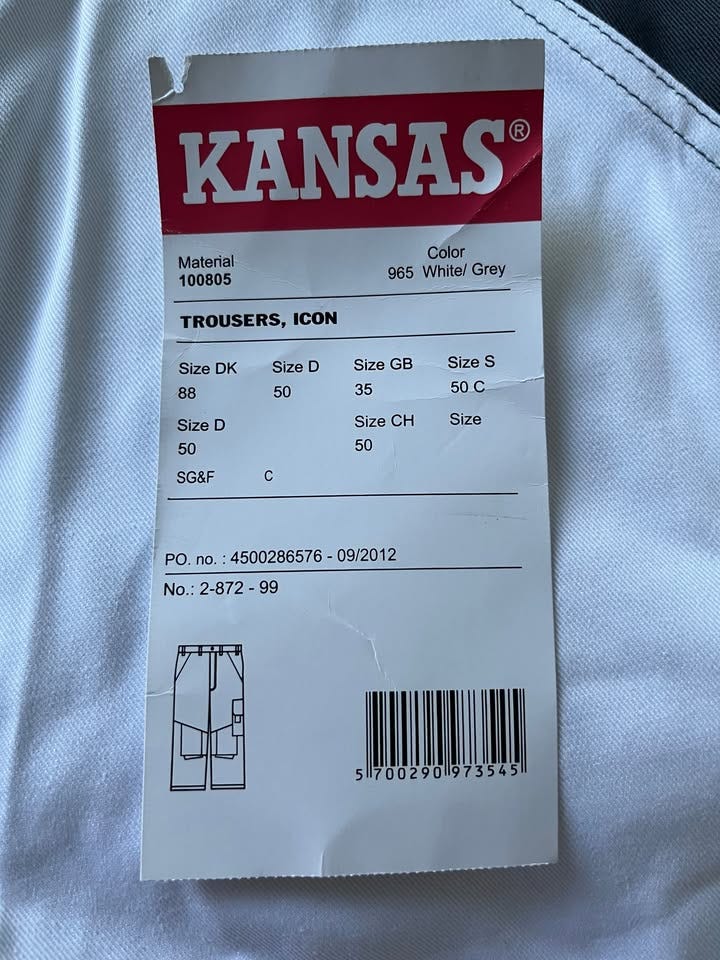 KANSAS®
Material
100805
Color
965 White/ Grey
TROUSERS, ICON
Size DK Size D Size GB Size S
88 50 35 50 C
Size D Size CH Size
50 50
SG&F C
PO. no. : 4500286576 - 09/2012
No.: 2-872 - 99
5 700290 973545